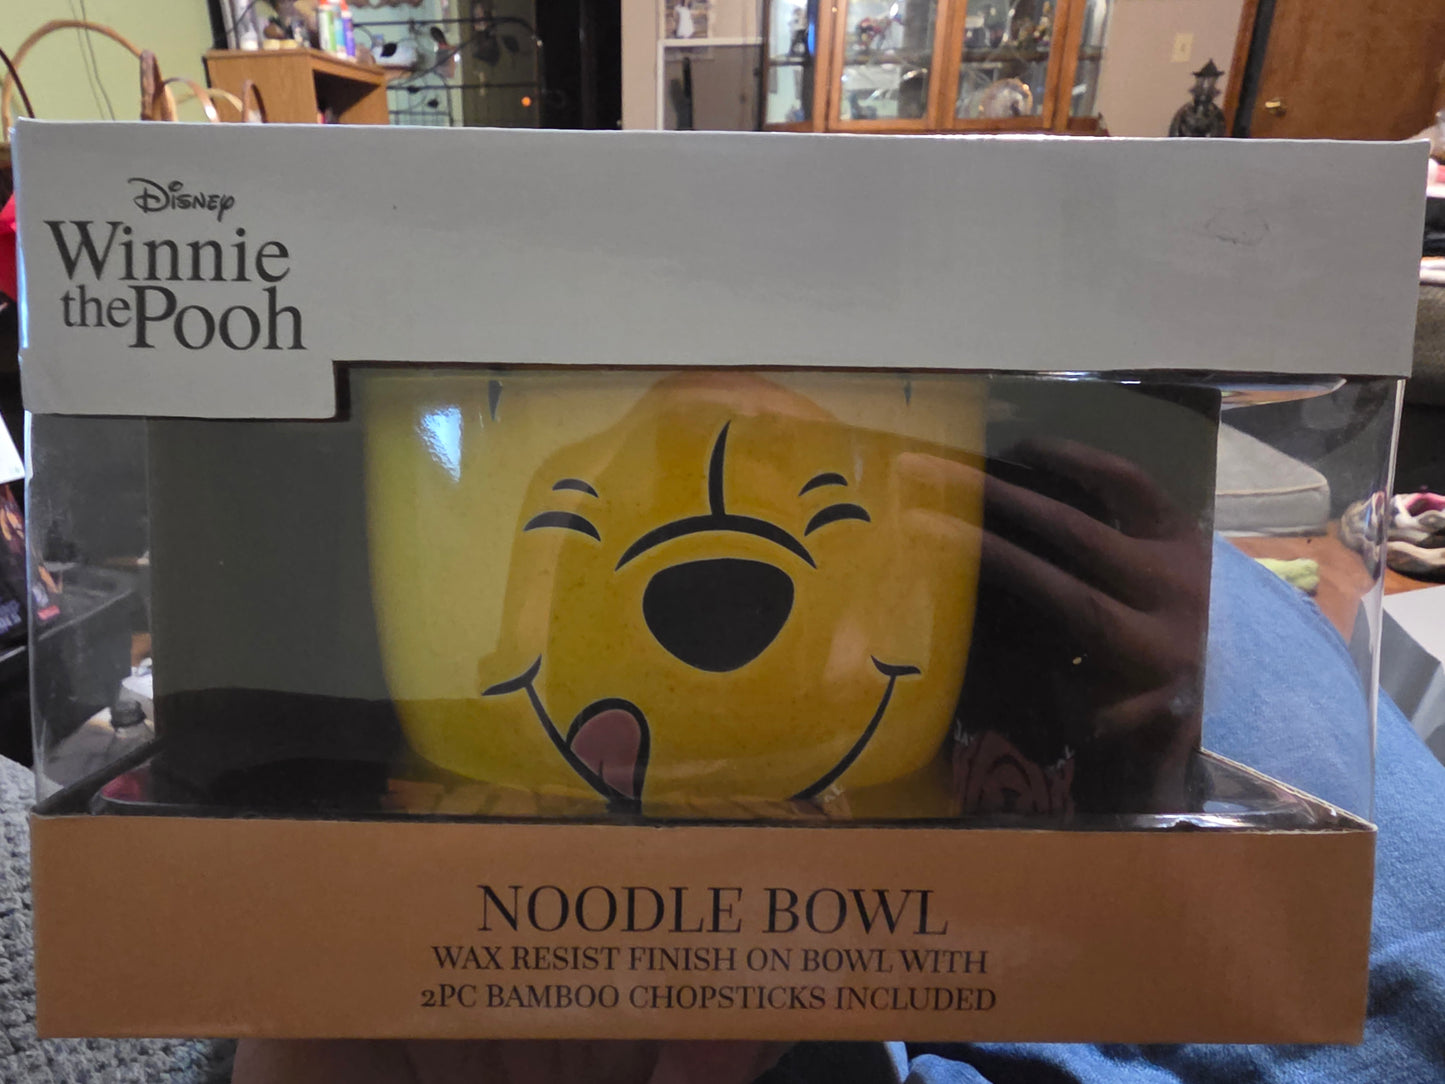 Disney
Winnie
the Pooh
NOODLE BOWL
WAX RESIST FINISH ON BOWL WITH
2PC BAMBOO CHOPSTICKS INCLUDED